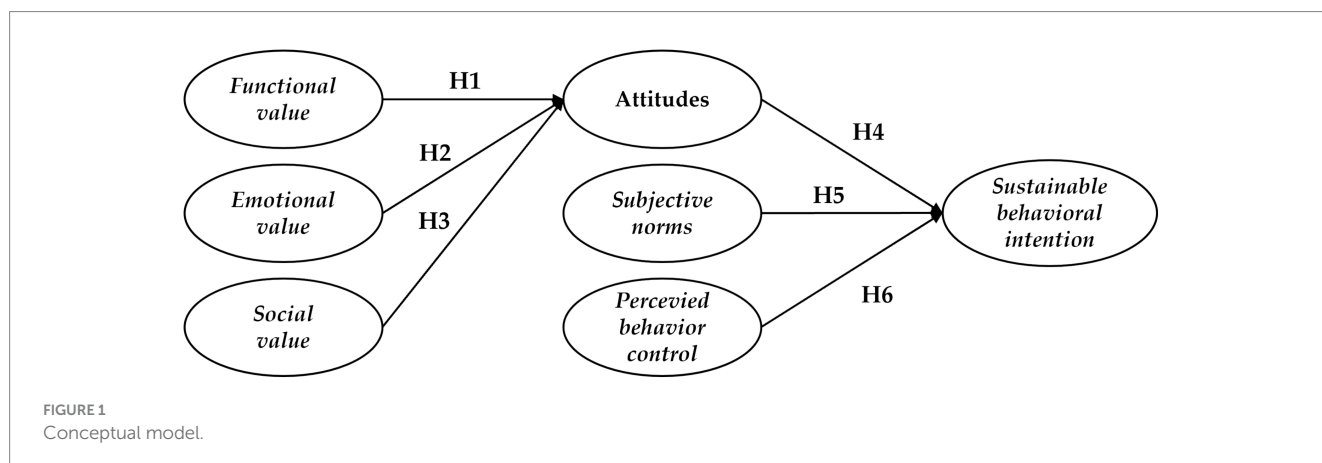 Functional
value
H1
Attitudes
H2
Emotional
value
H3
Social
value
Subjective
norms
Percevied
behavior
control
H4
H5
H6
Sustainable
behavioral
intention
FIGURE 1
Conceptual model.